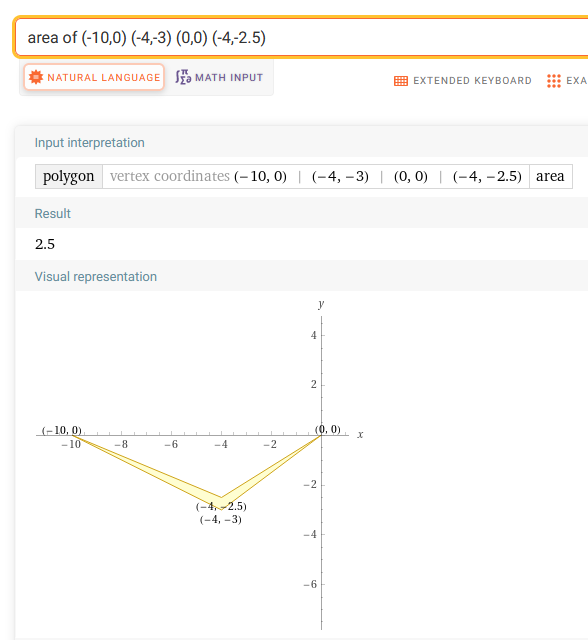 area of (-10,0) (-4,-3) (0,0) (-4,-2.5)
NATURAL LANGUAGE ∫Σ∂π MATH INPUT EXTENDED KEYBOARD EXA
Input interpretation
polygon vertex coordinates (−10, 0) | (−4, −3) | (0, 0) | (−4, −2.5) area
Result
2.5
Visual representation
y
4
2
(−10, 0) (0, 0) x
−10 −8 −6 −4 −2
−2
(−4, −2.5)
(−4, −3)
−4
−6